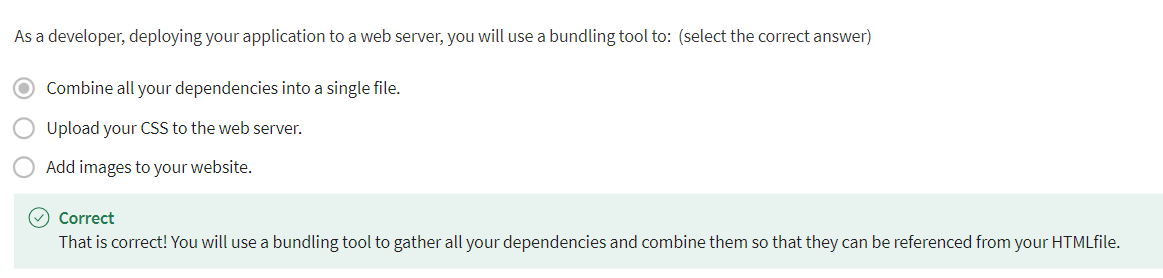 As a developer, deploying your application to a web server, you will use a bundling tool to: (select the correct answer)
Combine all your dependencies into a single file.
Upload your CSS to the web server.
Add images to your website.
Correct
That is correct! You will use a bundling tool to gather all your dependencies and combine them so that they can be referenced from your HTMLfile.